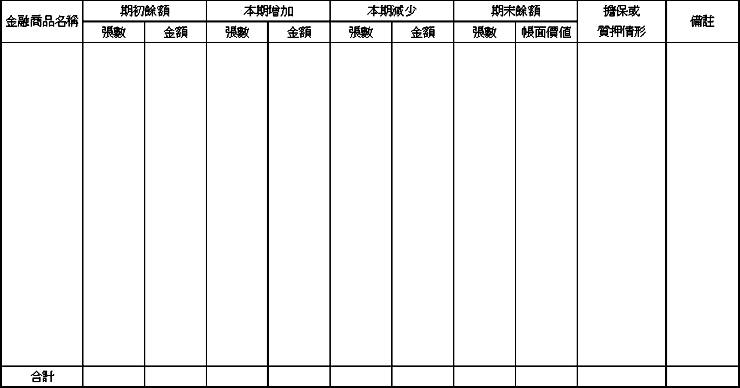 金融商品名稱 期初餘額 本期增加 本期減少 期末餘額 擔保或 質押情形 備註
張數 金額 張數 金額 張數 金額 張數 帳面價值
合計